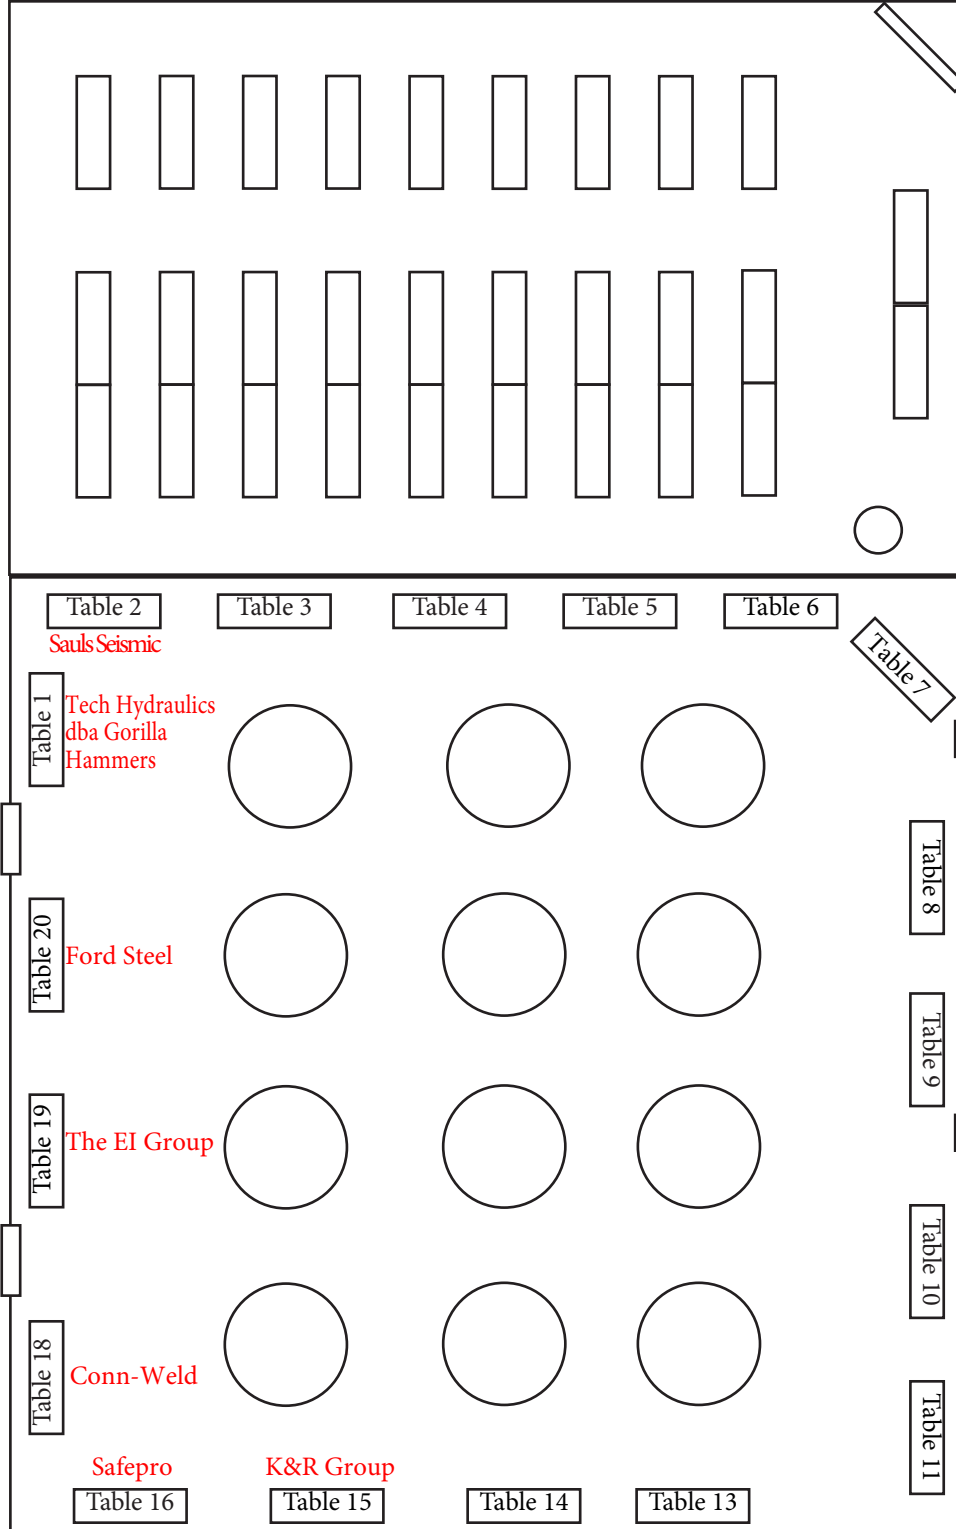 Table 2
Table 3
Table 4
Table 5
Table 6
Sauls Seismic
Table 7
Table 1
Tech Hydraulics
dba Gorilla
Hammers
Table 8
Table 20
Ford Steel
Table 9
Table 19
The EI Group
Table 10
Table 18
Conn-Weld
Table 11
Safepro
K&R Group
Table 16
Table 15
Table 14
Table 13